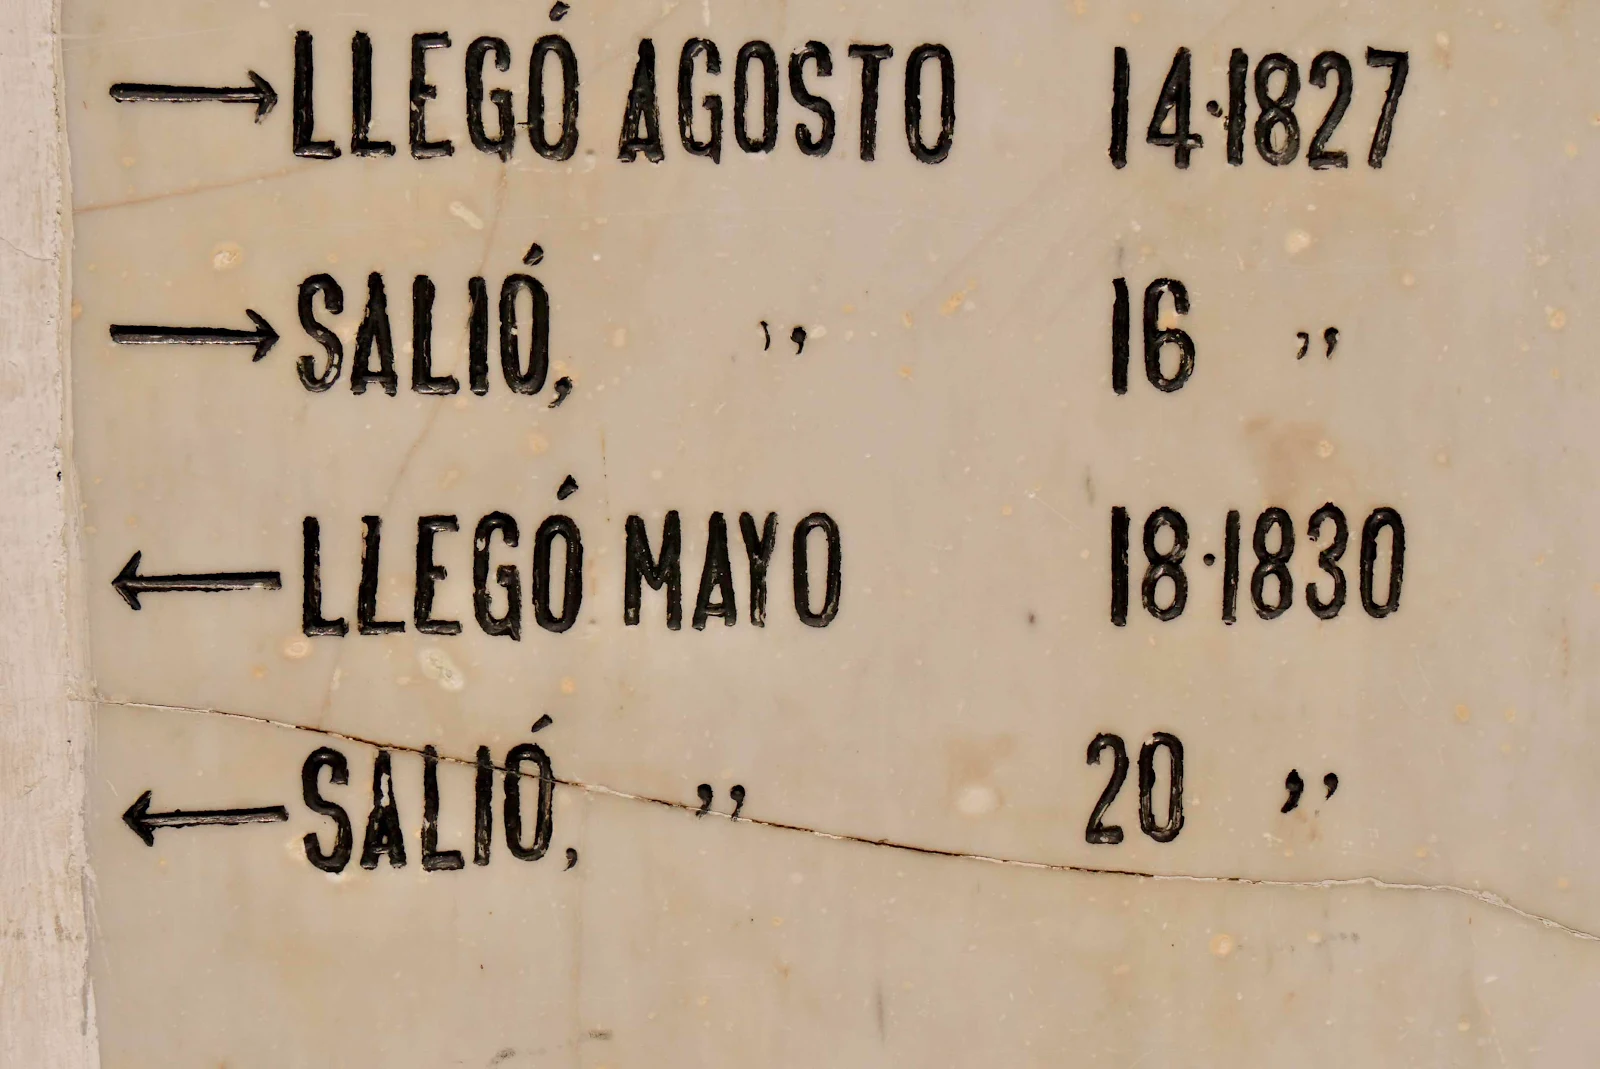 → LLEGÓ AGOSTO 14·1827
→ SALIÓ, ,, 16 ,,
← LLEGÓ MAYO 18·1830
← SALIÓ, ,, 20 ,,